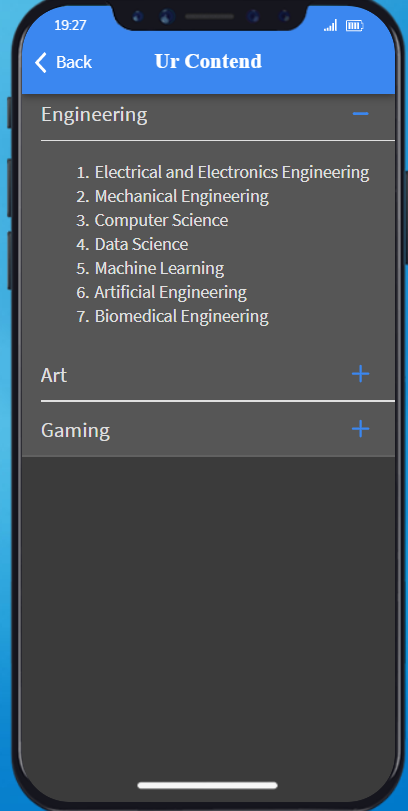 19:27
Back Ur Contend
Engineering
1. Electrical and Electronics Engineering
2. Mechanical Engineering
3. Computer Science
4. Data Science
5. Machine Learning
6. Artificial Engineering
7. Biomedical Engineering
Art
Gaming